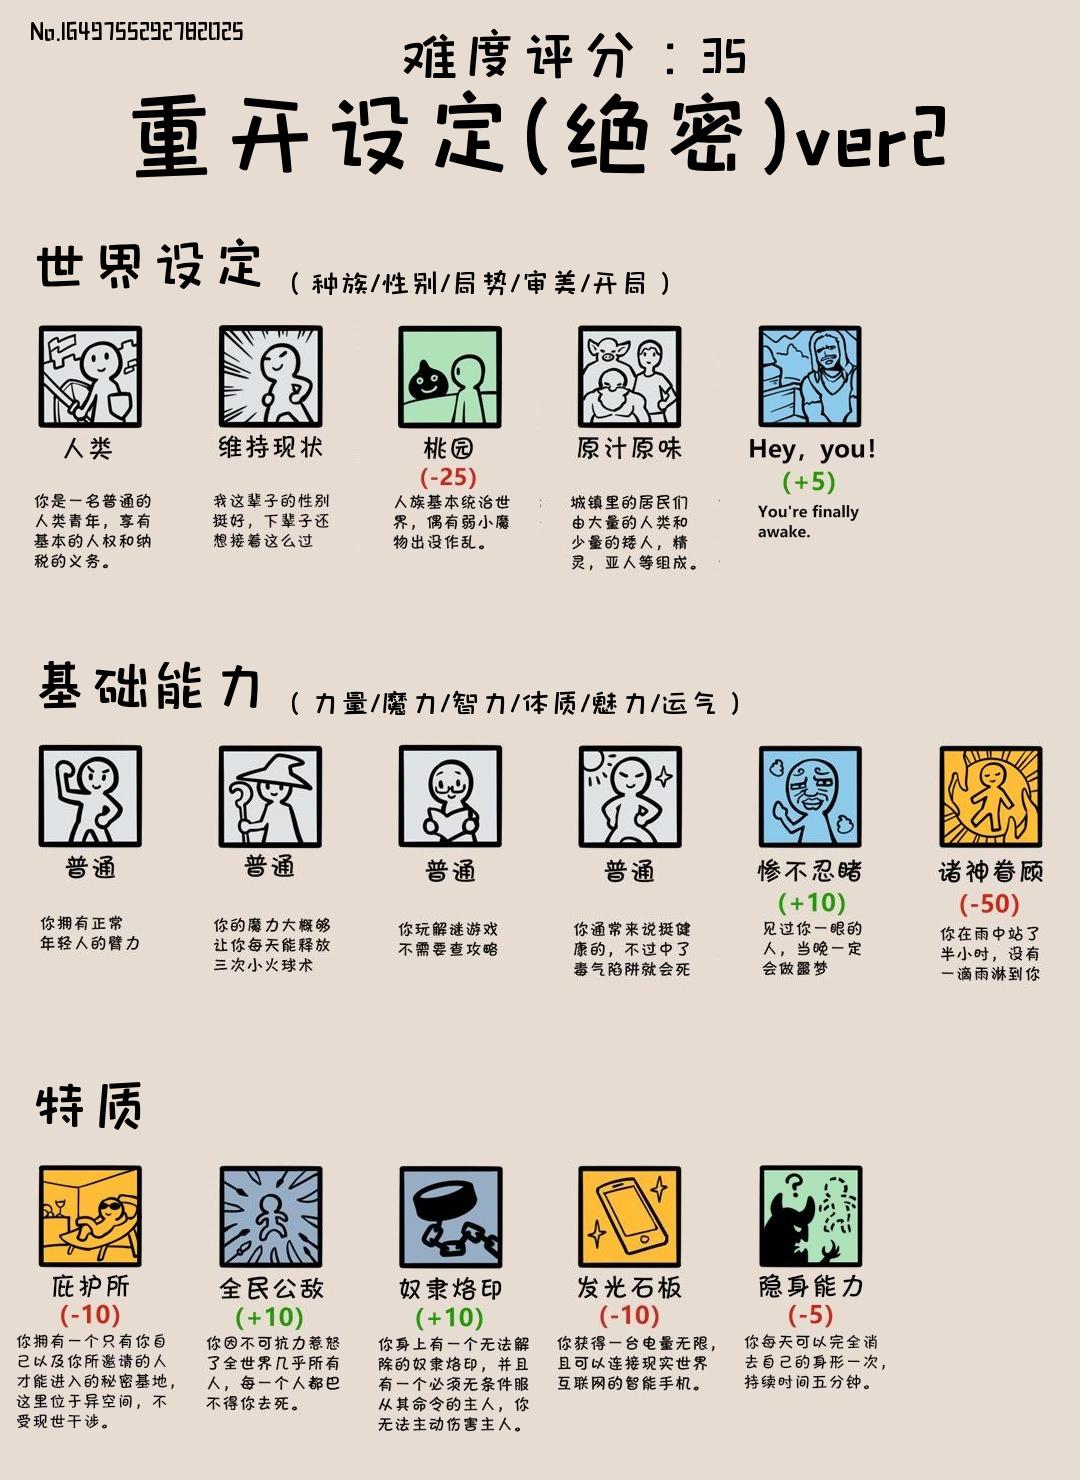 No.1649755292782025
难度评分：35
重开设定(绝密)ver2
世界设定 （种族/性别/局势/审美/开局）
人类
你是一名普通的
人类青年，享有
基本的人权和纳
税的义务。
维持现状
我这辈子的性别
挺好，下辈子还
想接着这么过
桃园
(-25)
人族基本统治世
界，偶有弱小魔
物出没作乱。
原汁原味
城镇里的居民们
由大量的人类和
少量的矮人，精
灵，亚人等组成。
Hey, you!
(+5)
You're finally
awake.
基础能力 （力量/魔力/智力/体质/魅力/运气）
普通
你拥有正常
年轻人的臂力
普通
你的魔力大概够
让你每天能释放
三次小火球术
普通
你玩解谜游戏
不需要查攻略
普通
你通常来说挺健
康的，不过中了
毒气陷阱就会死
惨不忍睹
(+10)
见过你一眼的
人，当晚一定
会做噩梦
诸神眷顾
(-50)
你在雨中站了
半小时，没有
一滴雨淋到你
特质
庇护所
(-10)
你拥有一个只有你自
己以及你所邀请的人
才能进入的秘密基地，
这里位于异空间，不
受现世干涉。
全民公敌
(+10)
你因不可抗力惹怒
了全世界几乎所有
人，每一个人都巴
不得你去死。
奴隶烙印
(+10)
你身上有一个无法解
除的奴隶烙印，并且
有一个必须无条件服
从其命令的主人，你
无法主动伤害主人。
发光石板
(-10)
你获得一台电量无限，
且可以连接现实世界
互联网的智能手机。
隐身能力
(-5)
你每天可以完全消
去自己的身形一次，
持续时间五分钟。